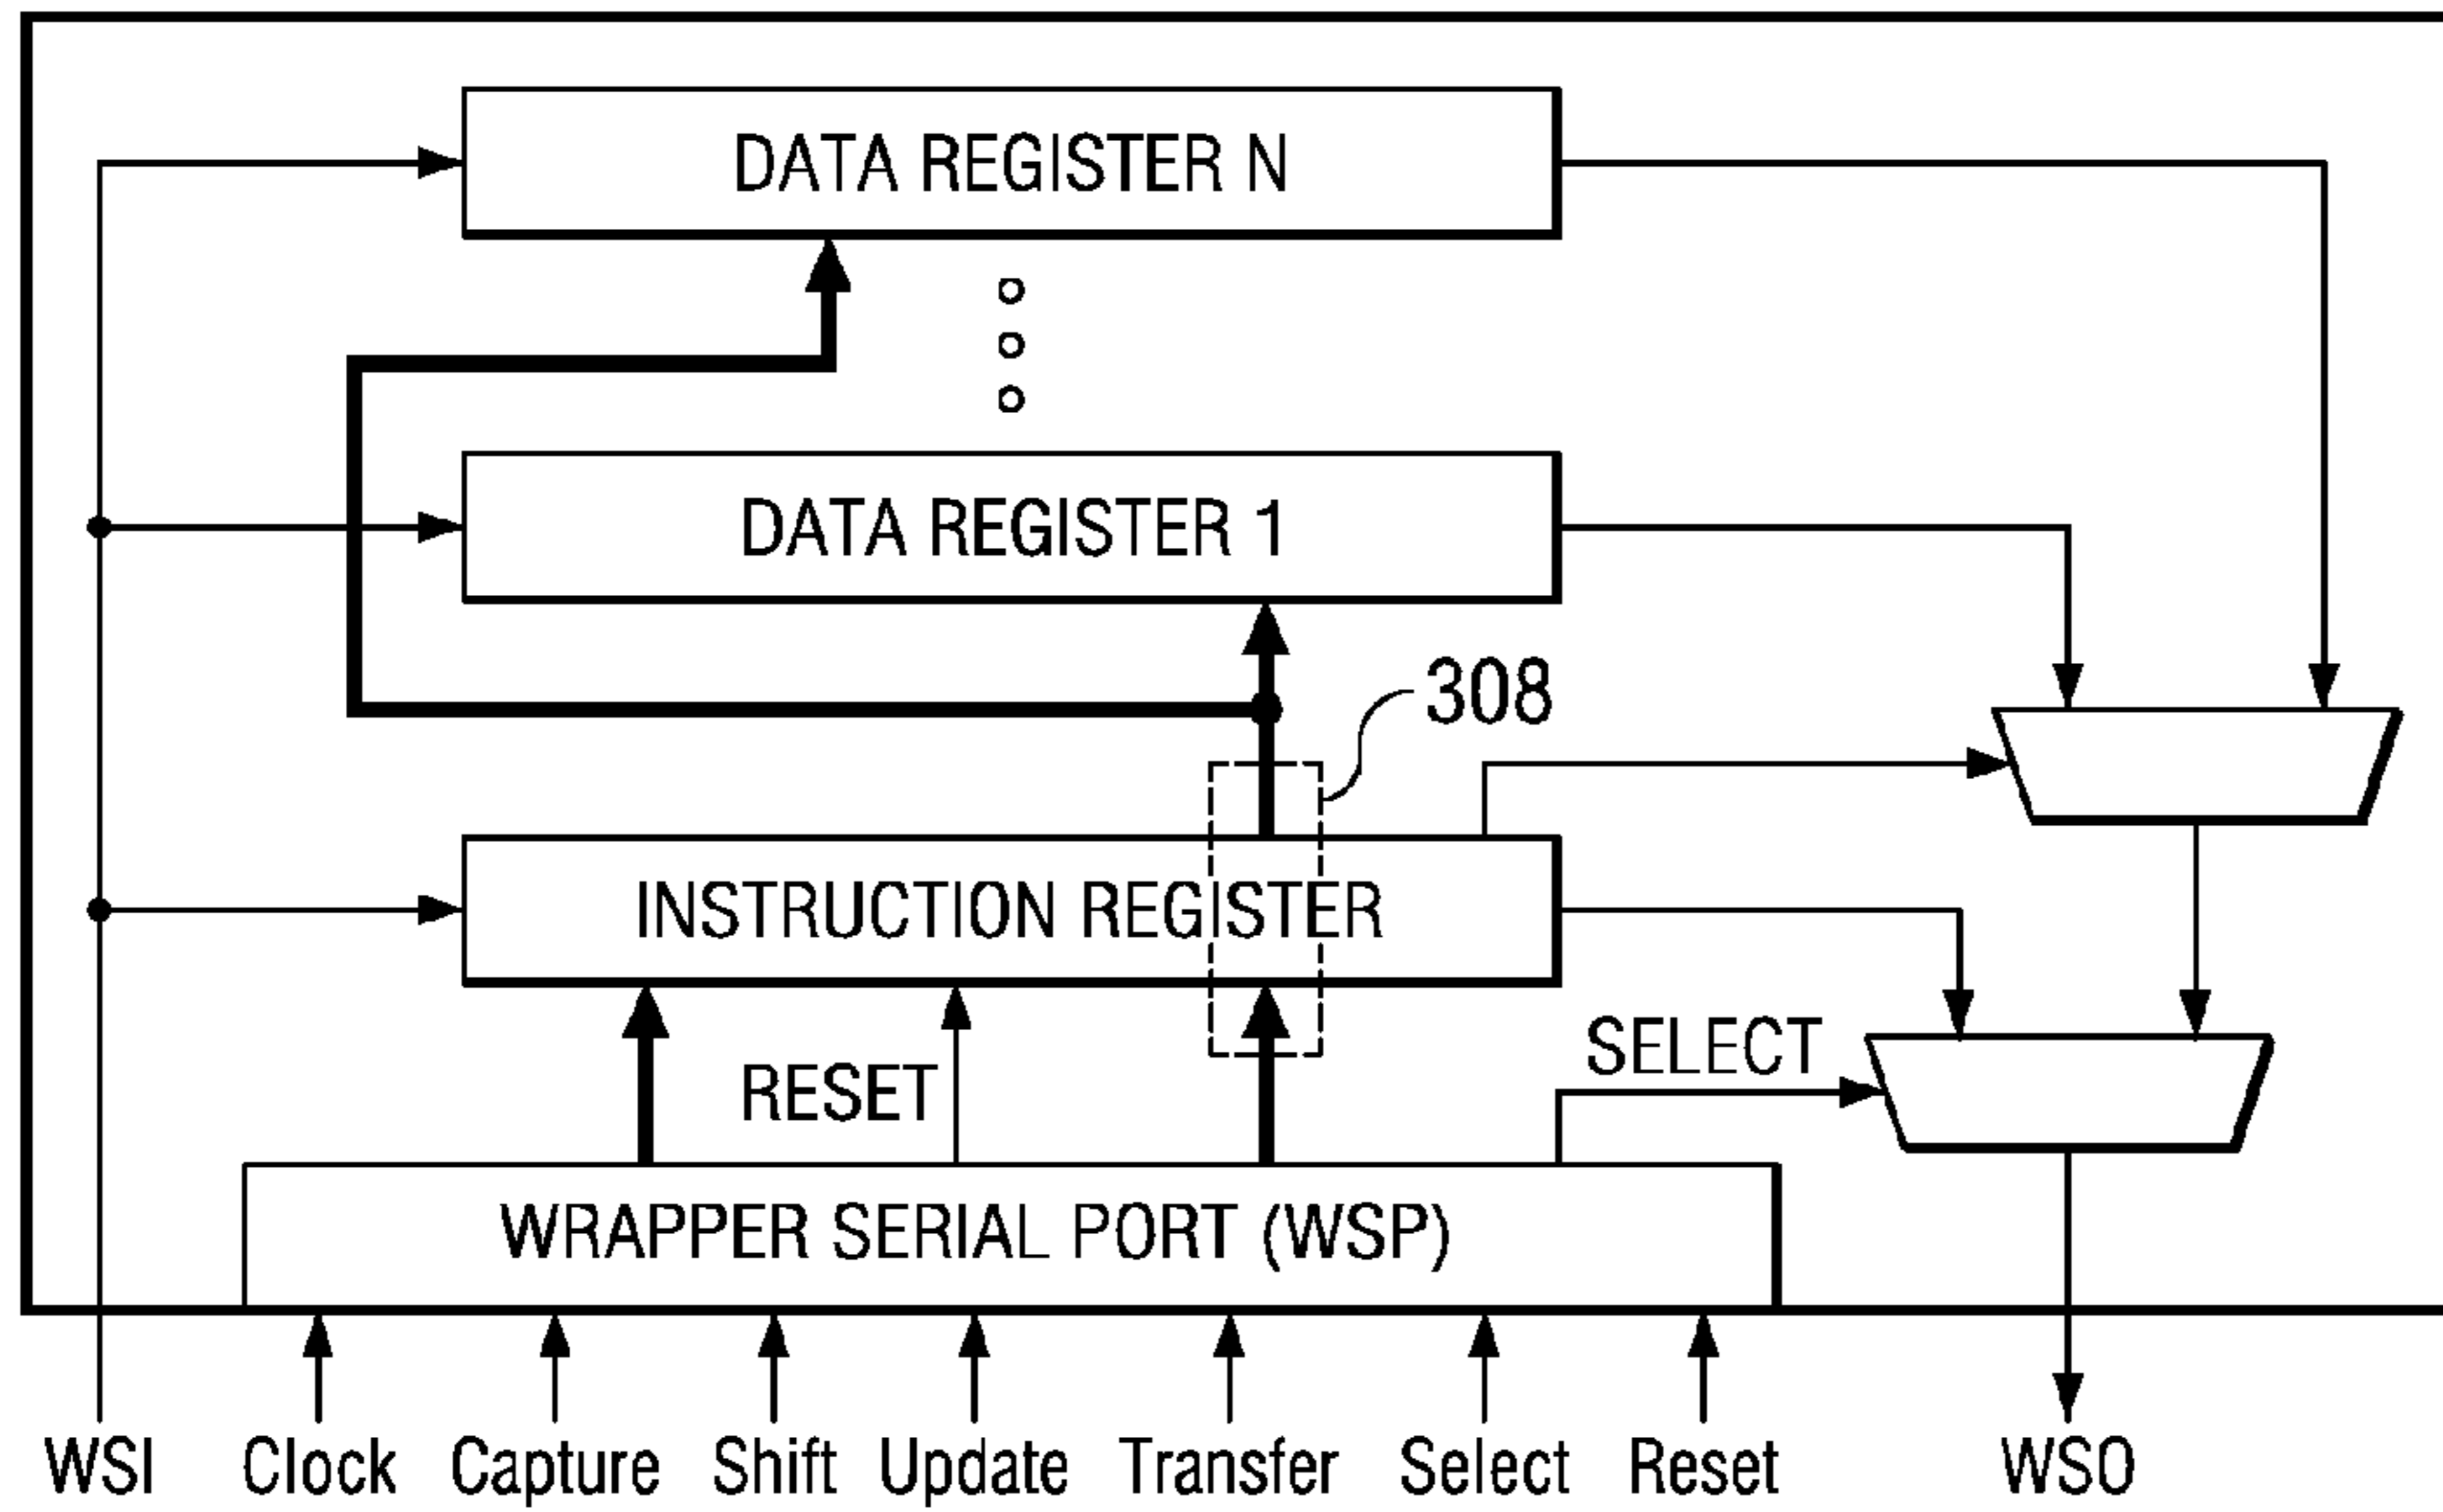 DATA REGISTER N
DATA REGISTER 1
308
INSTRUCTION REGISTER
SELECT
RESET
WRAPPER SERIAL PORT (WSP)
WSI Clock Capture Shift Update Transfer Select Reset WSO